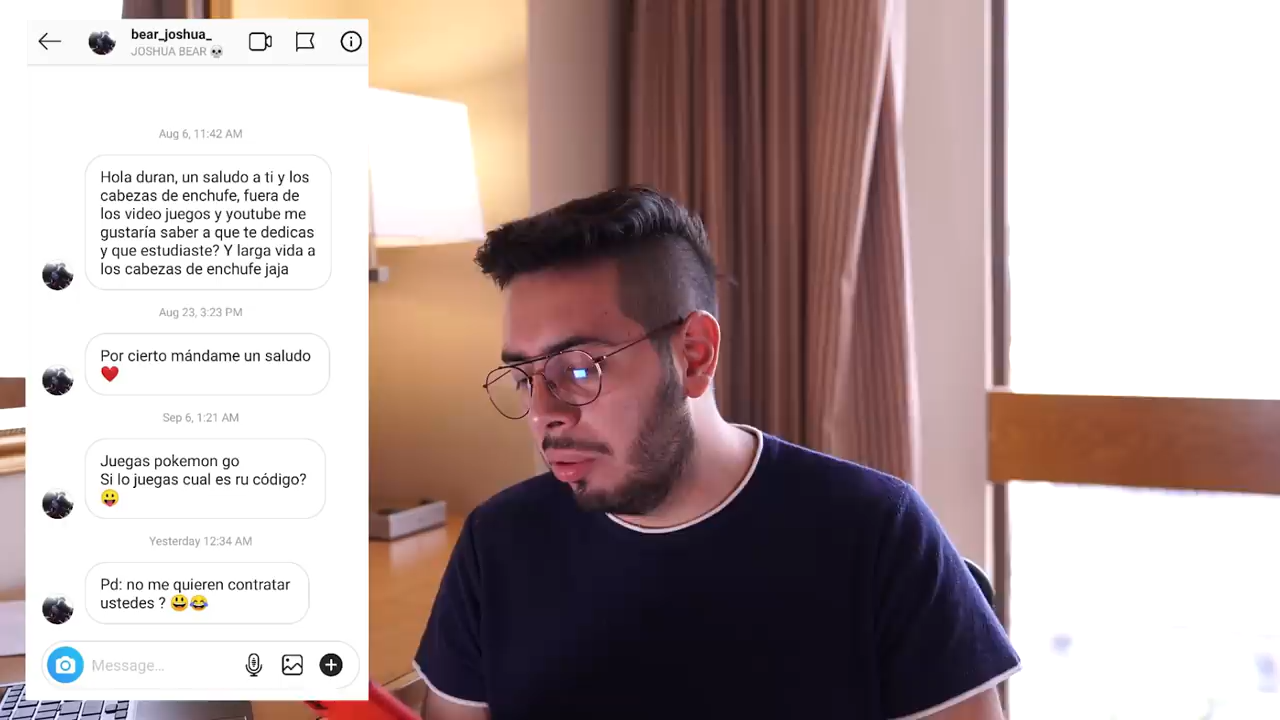 bear_joshua_
JOSHUA BEAR 💀
Aug 6, 11:42 AM
Hola duran, un saludo a ti y los
cabezas de enchufe, fuera de
los video juegos y youtube me
gustaría saber a que te dedicas
y que estudiaste? Y larga vida a
los cabezas de enchufe jaja
Aug 23, 3:23 PM
Por cierto mándame un saludo
❤️
Sep 6, 1:21 AM
Juegas pokemon go
Si lo juegas cual es ru código?
😛
Yesterday 12:34 AM
Pd: no me quieren contratar
ustedes ? 😃😂
Message...